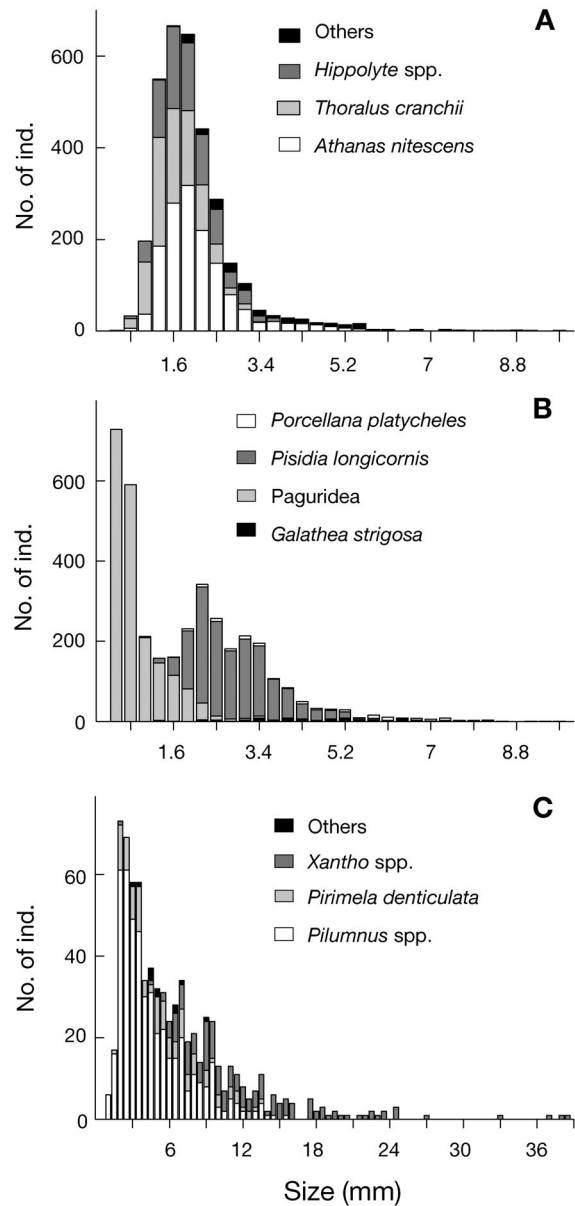 A
Others
Hippolyte spp.
Thoralus cranchii
Athanas nitescens
No. of ind.
600
400
200
0
1.6 3.4 5.2 7 8.8
B
Porcellana platycheles
Pisidia longicornis
Paguridea
Galathea strigosa
No. of ind.
600
400
200
0
1.6 3.4 5.2 7 8.8
C
Others
Xantho spp.
Pirimela denticulata
Pilumnus spp.
No. of ind.
60
40
20
0
6 12 18 24 30 36
Size (mm)